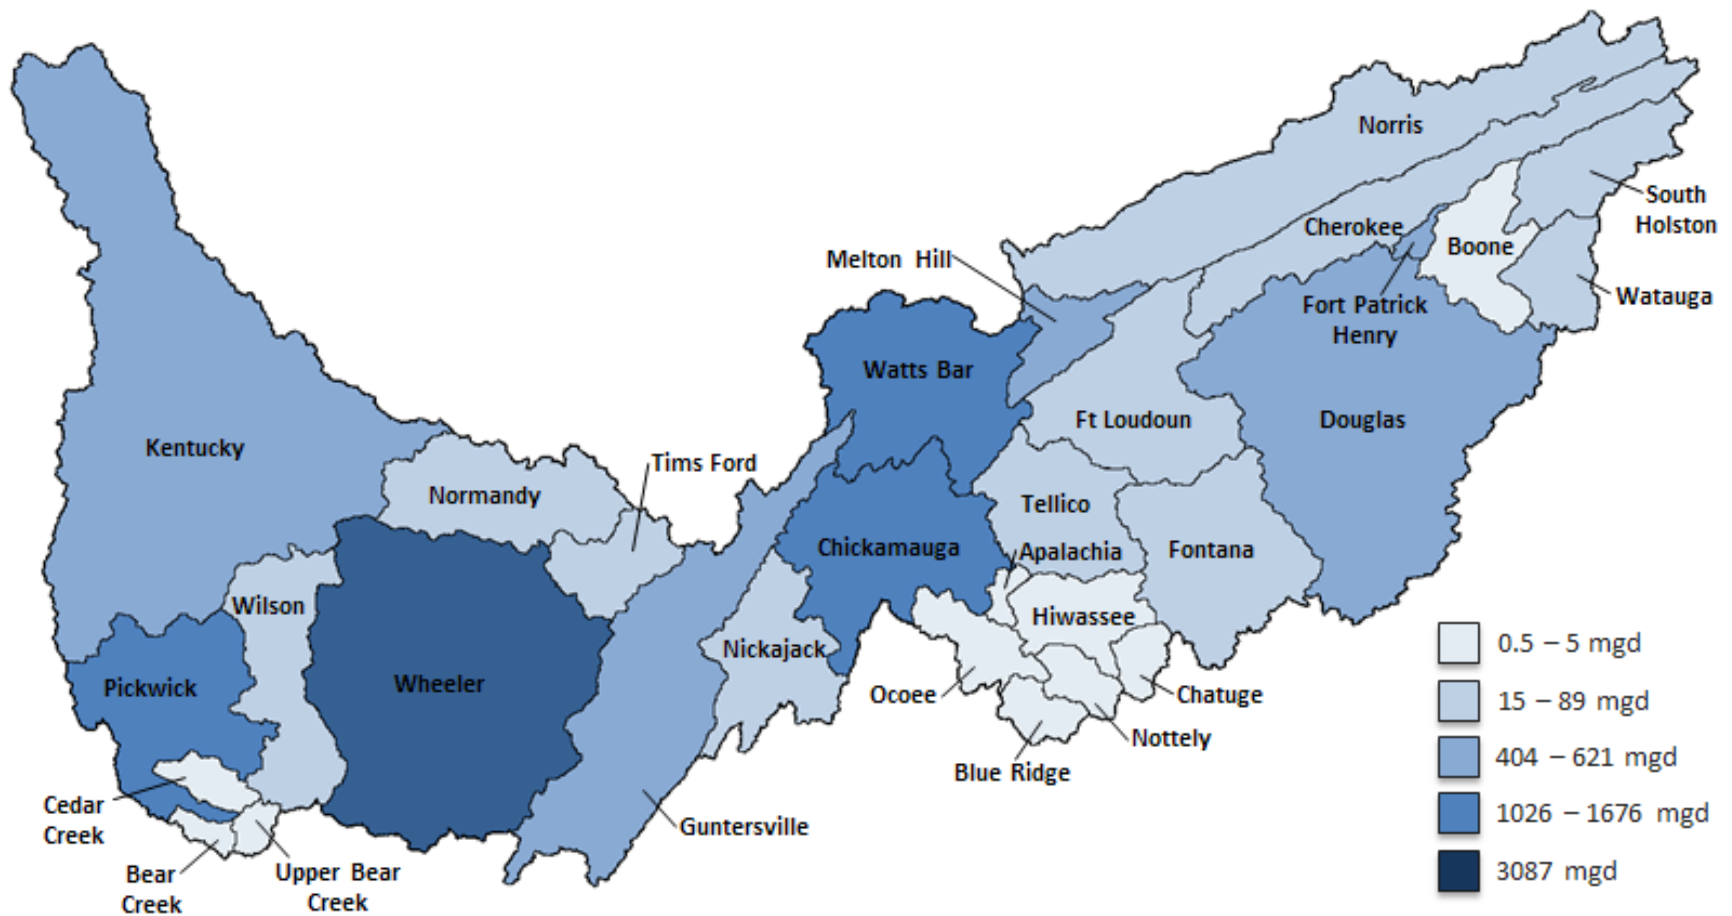 Norris
South
Holston
Cherokee
Boone
Melton Hill
Watauga
Fort Patrick
Henry
Watts Bar
Ft Loudoun
Douglas
Kentucky
Tims Ford
Normandy
Tellico
Chickamauga
Apalachia
Fontana
Wilson
Hiwassee
Nickajack
Wheeler
Pickwick
Ocoee
Chatuge
Nottely
Blue Ridge
Cedar
Creek
Guntersville
Bear
Creek
Upper Bear
Creek
0.5 – 5 mgd
15 – 89 mgd
404 – 621 mgd
1026 – 1676 mgd
3087 mgd